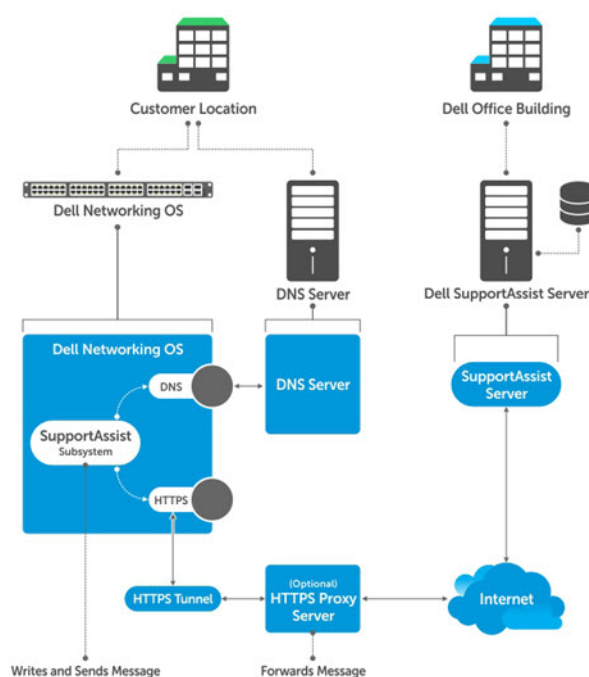 Customer Location
Dell Office Building
Dell Networking OS
DNS Server
Dell SupportAssist Server
Dell Networking OS
DNS
DNS Server
SupportAssist
Server
SupportAssist
Subsystem
HTTPS
HTTPS Tunnel
(Optional)
HTTPS Proxy
Server
Internet
Writes and Sends Message
Forwards Message